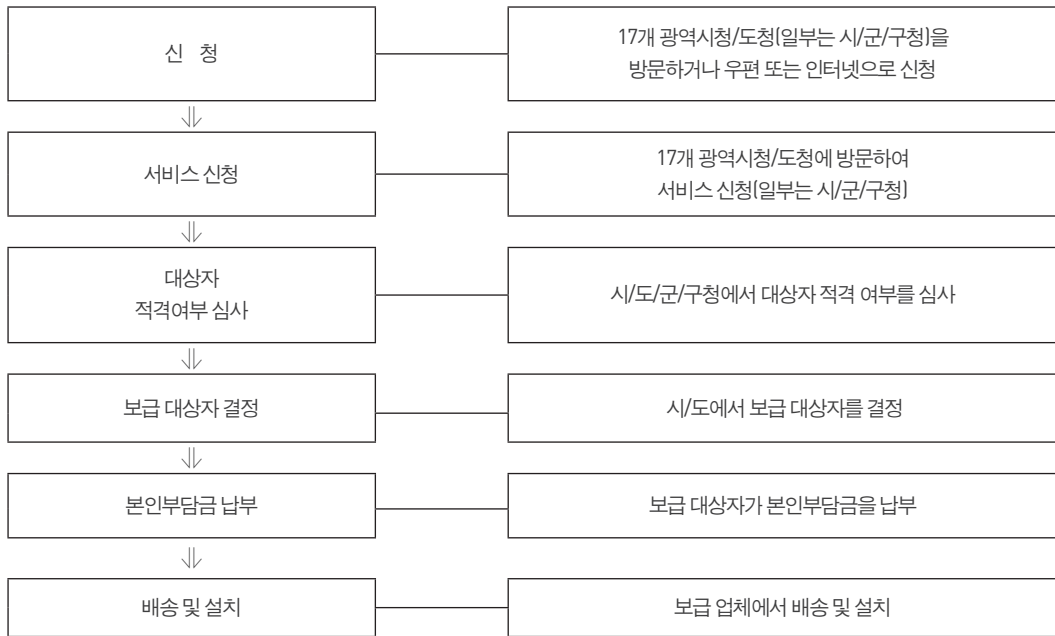 신 청
17개 광역시청/도청(일부는 시/군/구청)을
방문하거나 우편 또는 인터넷으로 신청
서비스 신청
17개 광역시청/도청에 방문하여
서비스 신청(일부는 시/군/구청)
대상자
적격여부 심사
시/도/군/구청에서 대상자 적격 여부를 심사
보급 대상자 결정
시/도에서 보급 대상자를 결정
본인부담금 납부
보급 대상자가 본인부담금을 납부
배송 및 설치
보급 업체에서 배송 및 설치